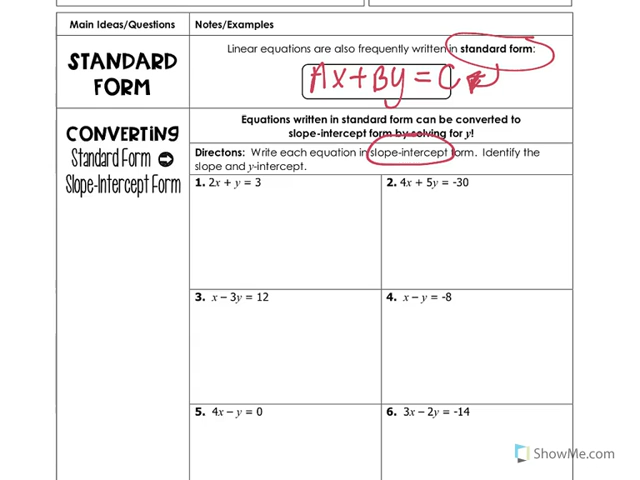 Main Ideas/Questions Notes/Examples
STANDARD
FORM
Linear equations are also frequently written in standard form:
Ax+By=C
CONVERTING
Standard Form ➔
Slope-Intercept Form
Equations written in standard form can be converted to
slope-intercept form by solving for y!
Directons: Write each equation in slope-intercept form. Identify the
slope and y-intercept.
1. 2x + y = 3
2. 4x + 5y = -30
3. x – 3y = 12
4. x – y = -8
5. 4x – y = 0
6. 3x – 2y = -14
ShowMe.com